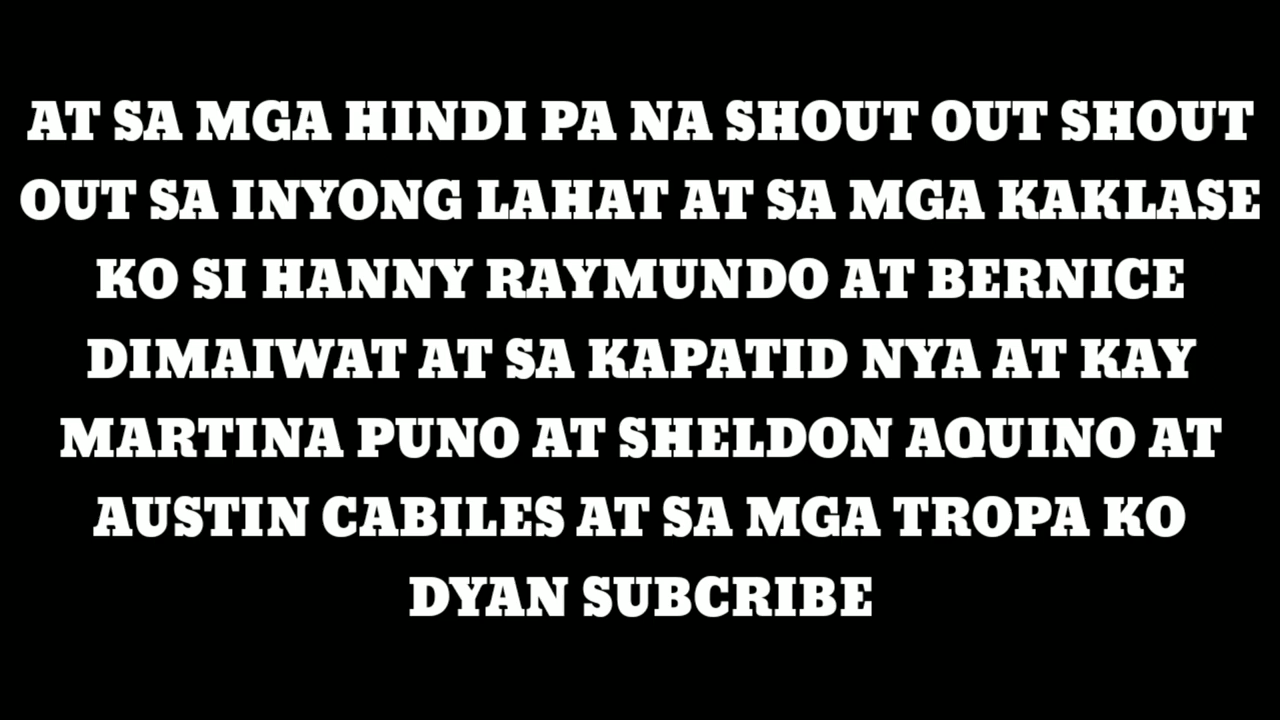 AT SA MGA HINDI PA NA SHOUT OUT SHOUT
OUT SA INYONG LAHAT AT SA MGA KAKLASE
KO SI HANNY RAYMUNDO AT BERNICE
DIMAIWAT AT SA KAPATID NYA AT KAY
MARTINA PUNO AT SHELDON AQUINO AT
AUSTIN CABILES AT SA MGA TROPA KO
DYAN SUBCRIBE